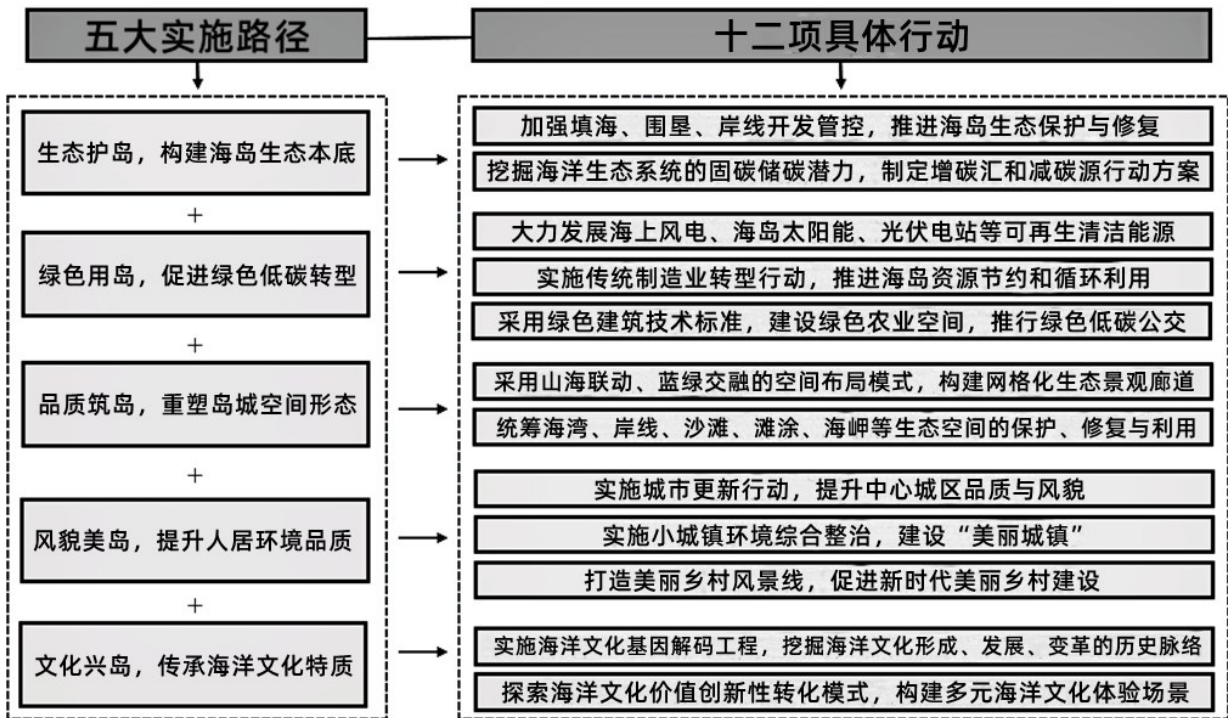 五大实施路径
十二项具体行动
生态护岛，构建海岛生态本底
加强填海、围垦、岸线开发管控，推进海岛生态保护与修复
挖掘海洋生态系统的固碳储碳潜力，制定增碳汇和减碳源行动方案
+
绿色用岛，促进绿色低碳转型
大力发展海上风电、海岛太阳能、光伏电站等可再生清洁能源
实施传统制造业转型行动，推进海岛资源节约和循环利用
采用绿色建筑技术标准，建设绿色农业空间，推行绿色低碳公交
+
品质筑岛，重塑岛城空间形态
采用山海联动、蓝绿交融的空间布局模式，构建网格化生态景观廊道
统筹海湾、岸线、沙滩、滩涂、海岬等生态空间的保护、修复与利用
+
风貌美岛，提升人居环境品质
实施城市更新行动，提升中心城区品质与风貌
实施小城镇环境综合整治，建设“美丽城镇”
打造美丽乡村风景线，促进新时代美丽乡村建设
+
文化兴岛，传承海洋文化特质
实施海洋文化基因解码工程，挖掘海洋文化形成、发展、变革的历史脉络
探索海洋文化价值创新性转化模式，构建多元海洋文化体验场景